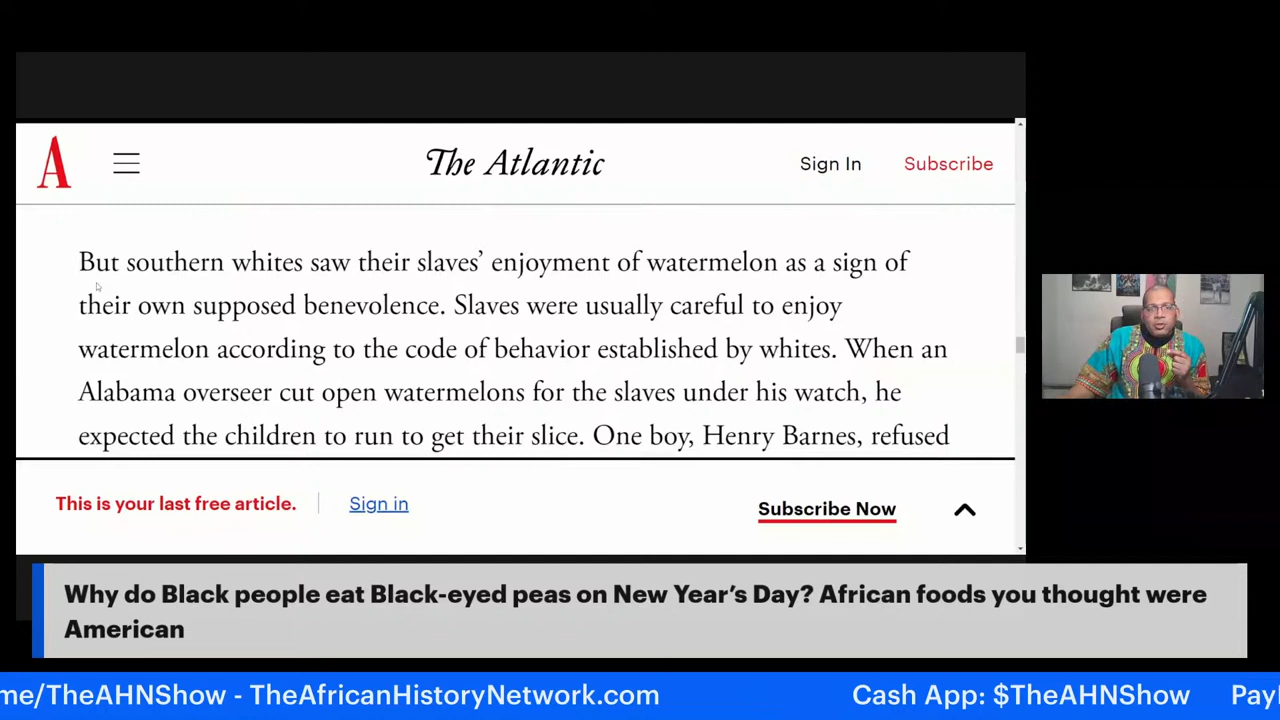 A
The Atlantic
Sign In
Subscribe
But southern whites saw their slaves’ enjoyment of watermelon as a sign of
their own supposed benevolence. Slaves were usually careful to enjoy
watermelon according to the code of behavior established by whites. When an
Alabama overseer cut open watermelons for the slaves under his watch, he
expected the children to run to get their slice. One boy, Henry Barnes, refused
This is your last free article.
Sign in
Subscribe Now
Why do Black people eat Black-eyed peas on New Year’s Day? African foods you thought were
American
me/TheAHNShow - TheAfricanHistoryNetwork.com
Cash App: $TheAHNShow
PayP